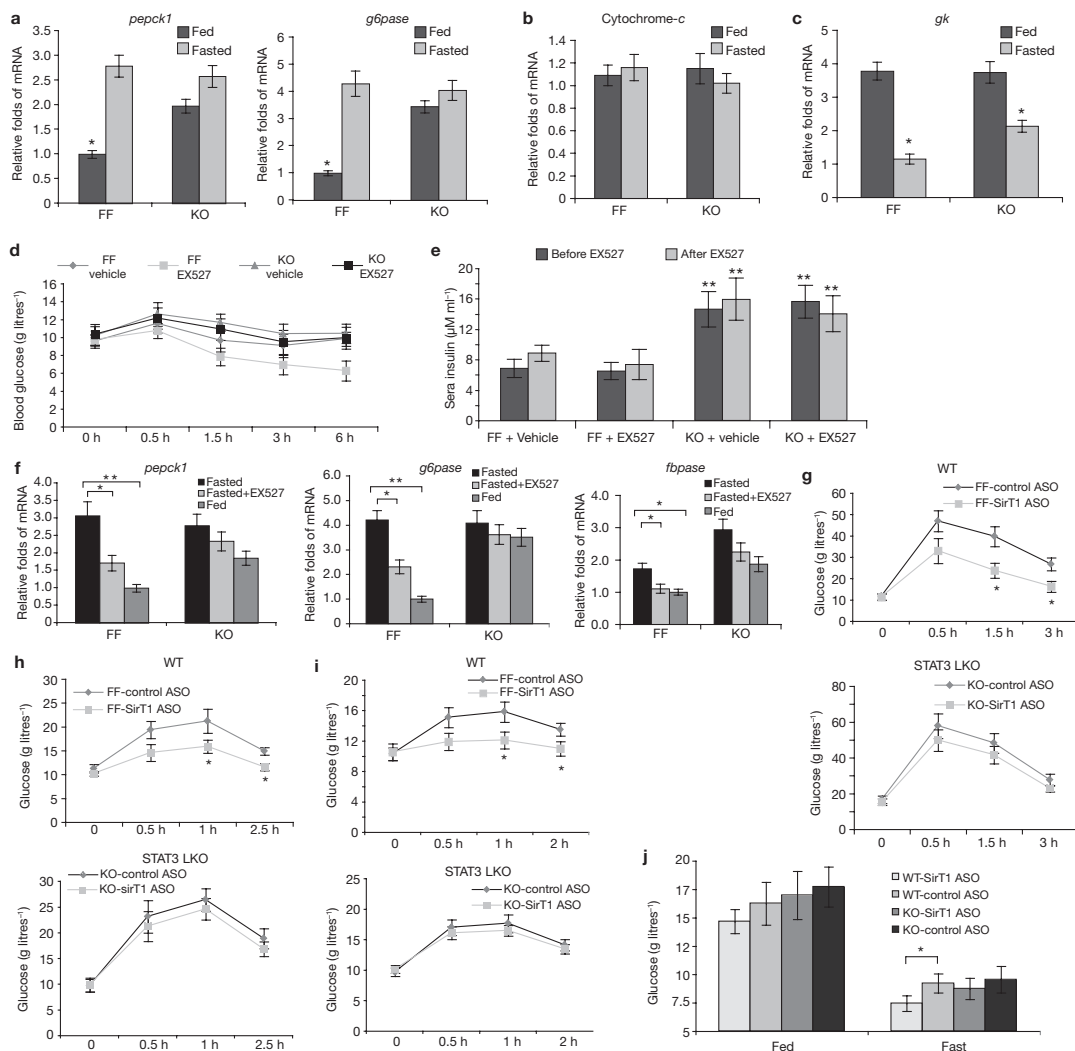 a
pepck1
Fed
Fasted
Relative folds of mRNA
3.5
3.0
2.5
2.0
1.5
1.0
0.5
0.0
*
FF
KO
g6pase
Fed
Fasted
Relative folds of mRNA
6
5
4
3
2
1
0
*
FF
KO
b
Cytochrome-c
Fed
Fasted
Relative folds of mRNA
1.4
1.2
1.0
0.8
0.6
0.4
0.2
0
FF
KO
c
gk
Fed
Fasted
Relative folds of mRNA
5
4
3
2
1
0
*
*
FF
KO
d
FF vehicle
FF EX527
KO vehicle
KO EX527
Blood glucose (g litres⁻¹)
16
14
12
10
8
6
4
2
0
0 h
0.5 h
1.5 h
3 h
6 h
e
Before EX527
After EX527
Sera insulin (μM ml⁻¹)
18
15
12
9
6
3
0
** **
** **
FF + Vehicle
FF + EX527
KO + vehicle
KO + EX527
f
pepck1
Fasted
Fasted+EX527
Fed
Relative folds of mRNA
4.0
3.5
3.0
2.5
2.0
1.5
1.0
0.5
0.0
**
*
FF
KO
g6pase
Fasted
Fasted+EX527
Fed
Relative folds of mRNA
6.0
5.0
4.0
3.0
2.0
1.0
0.0
**
*
FF
KO
fbpase
Fasted
Fasted+EX527
Fed
Relative folds of mRNA
4.0
3.0
2.0
1.0
0.0
*
*
FF
KO
g
WT
FF-control ASO
FF-SirT1 ASO
Glucose (g litres⁻¹)
60
50
40
30
20
10
0
*
*
0
0.5 h
1.5 h
3 h
STAT3 LKO
KO-control ASO
KO-SirT1 ASO
Glucose (g litres⁻¹)
80
60
40
20
0
0
0.5 h
1.5 h
3 h
h
WT
FF-control ASO
FF-SirT1 ASO
Glucose (g litres⁻¹)
30
25
20
15
10
5
0
*
*
0
0.5 h
1 h
2.5 h
STAT3 LKO
KO-control ASO
KO-sirT1 ASO
Glucose (g litres⁻¹)
30
20
10
0
0
0.5 h
1 h
2.5 h
i
WT
FF-control ASO
FF-SirT1 ASO
Glucose (g litres⁻¹)
20
16
12
8
4
0
*
*
0
0.5 h
1 h
2 h
STAT3 LKO
KO-control ASO
KO-SirT1 ASO
Glucose (g litres⁻¹)
25
20
15
10
5
0
0
0.5 h
1 h
2 h
j
WT-SirT1 ASO
WT-control ASO
KO-SirT1 ASO
KO-control ASO
Glucose (g litres⁻¹)
20
17.5
15
12.5
10
7.5
5
*
Fed
Fast